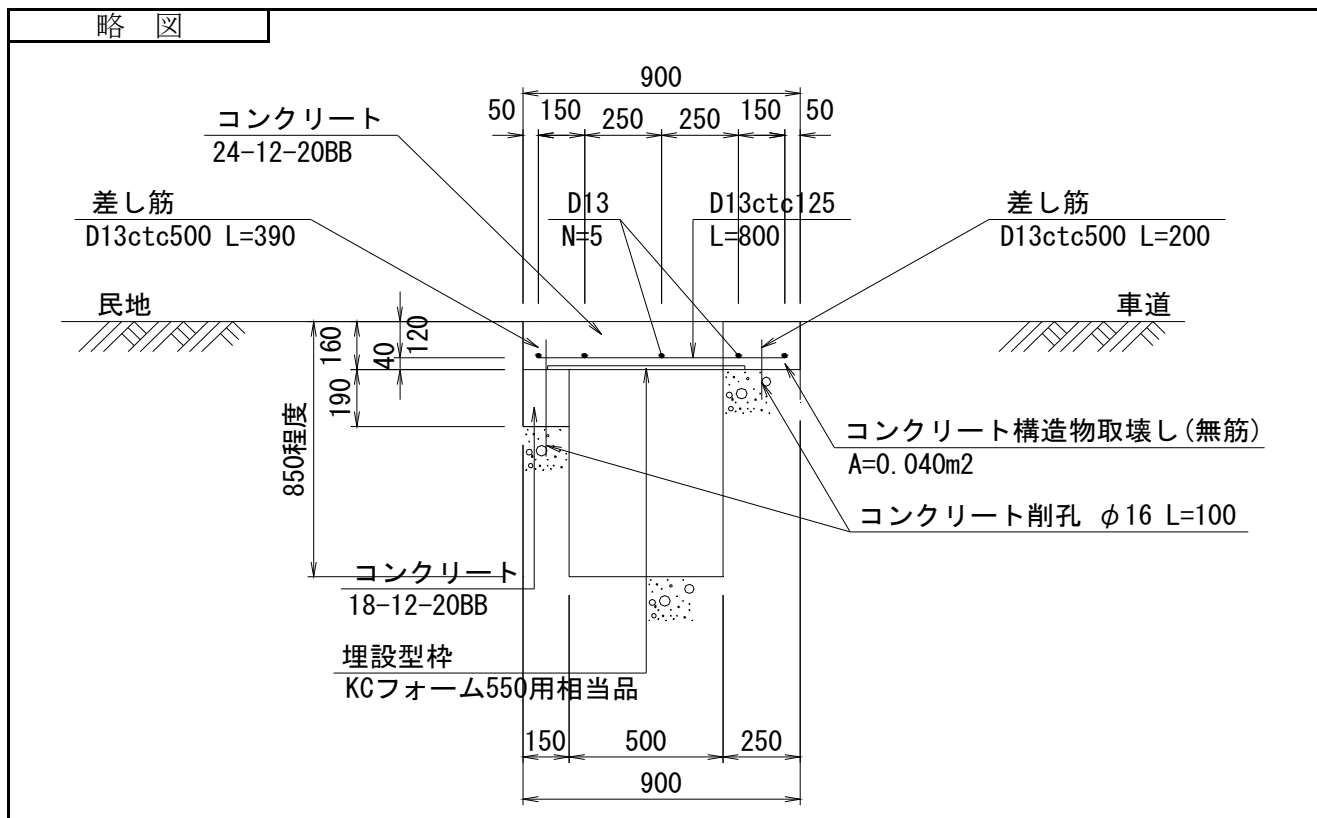 略 図
900
50 150 250 250 150 50
コンクリート
24-12-20BB
差し筋
D13ctc500 L=390
D13
N=5
D13ctc125
L=800
差し筋
D13ctc500 L=200
民地
車道
160
120
40
190
850程度
コンクリート構造物取壊し(無筋)
A=0.040m2
コンクリート削孔 φ16 L=100
コンクリート
18-12-20BB
埋設型枠
KCフォーム550用相当品
150 500 250
900